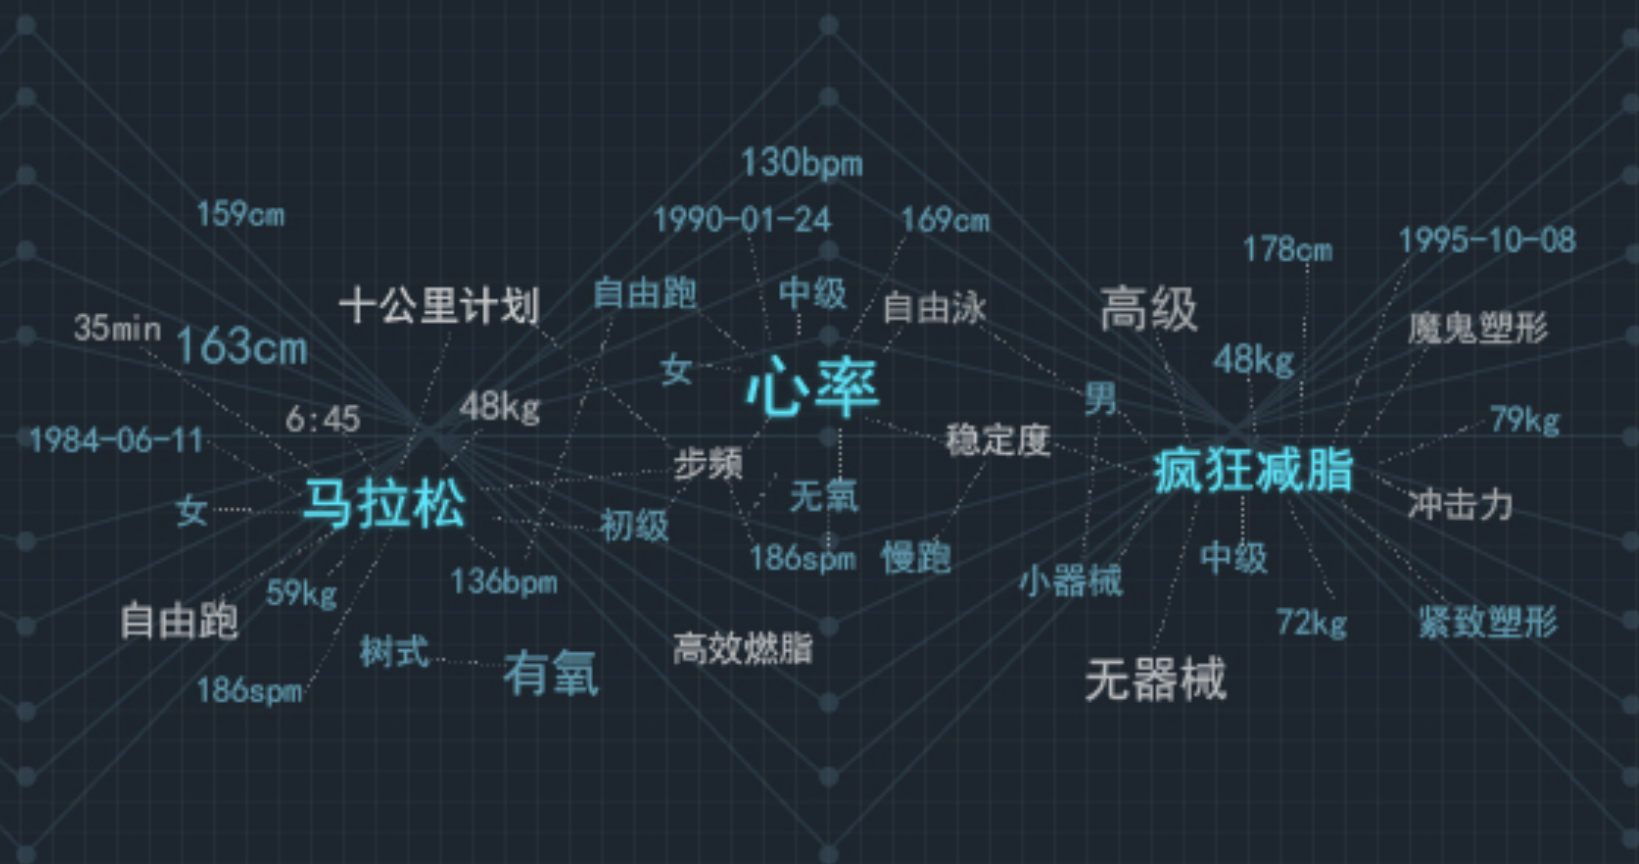 130bpm
159cm
1990-01-24
169cm
178cm
1995-10-08
自由跑
中级
十公里计划
自由泳
高级
35min
163cm
魔鬼塑形
女
48kg
心率
男
6:45
48kg
79kg
1984-06-11
稳定度
步频
疯狂减脂
马拉松
女
无氧
冲击力
初级
186spm
慢跑
中级
136bpm
小器械
59kg
自由跑
72kg
紧致塑形
树式
高效燃脂
有氧
无器械
186spm